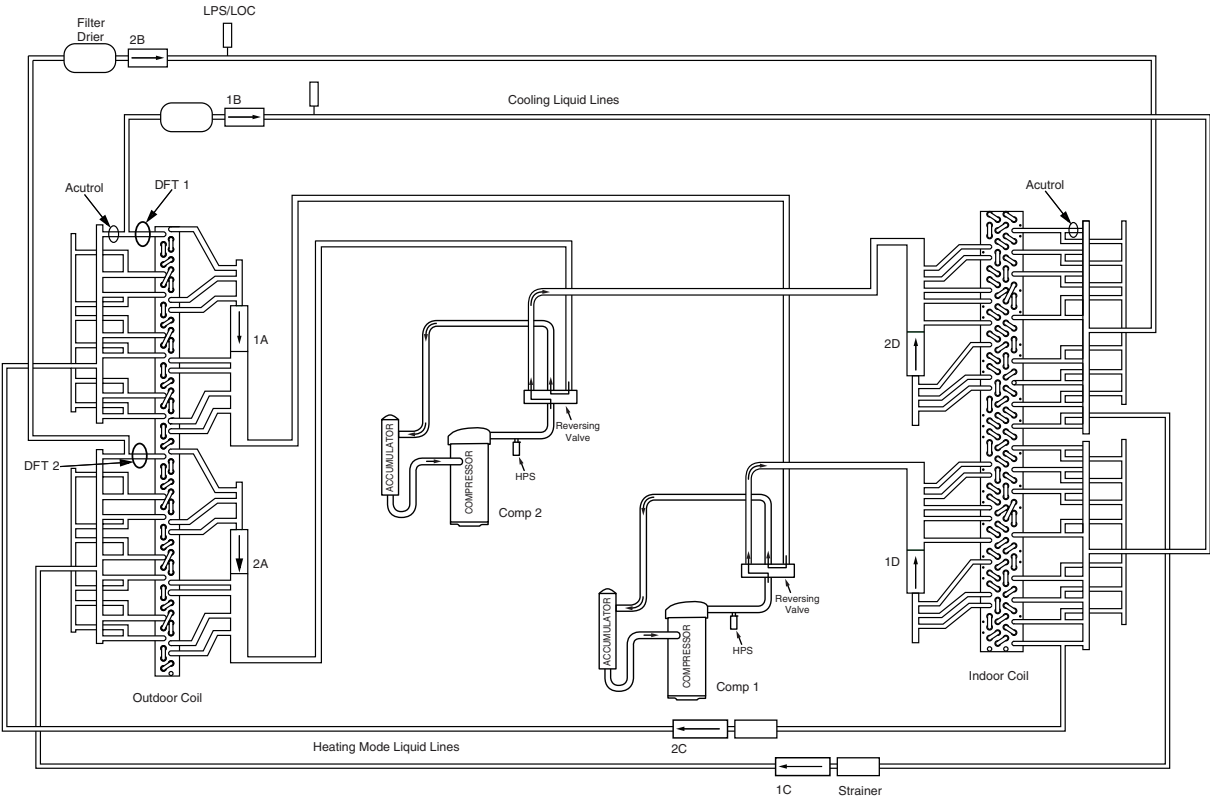 LPS/LOC
Filter
Drier
2B
1B
Cooling Liquid Lines
Acutrol
DFT 1
Acutrol
1A
2D
Reversing
Valve
ACCUMULATOR
COMPRESSOR
HPS
DFT 2
Comp 2
2A
1D
Reversing
Valve
ACCUMULATOR
COMPRESSOR
HPS
Comp 1
Outdoor Coil
Indoor Coil
Heating Mode Liquid Lines
2C
1C
Strainer